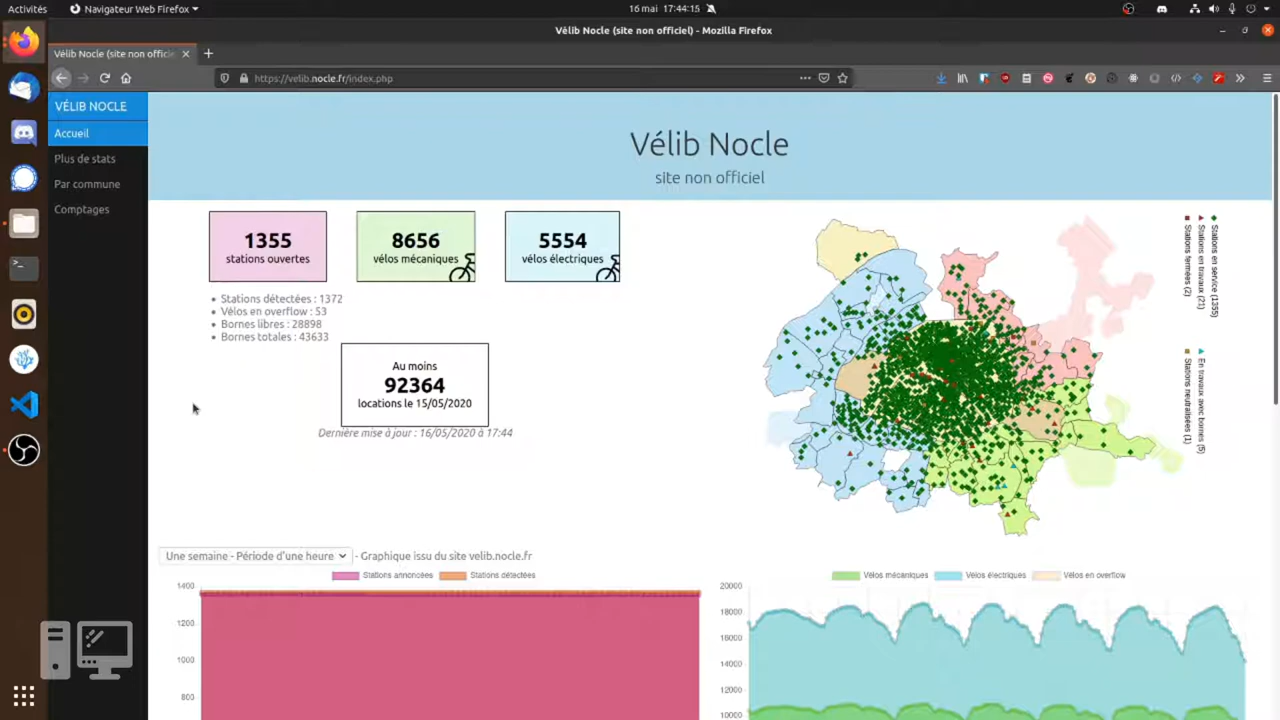 Activités
Navigateur Web Firefox
16 mai 17:44:15
Vélib Nocle (site non officiel) - Mozilla Firefox
Vélib Nocle (site non officie
https://velib.nocle.fr/index.php
VÉLIB NOCLE
Accueil
Plus de stats
Par commune
Comptages
Vélib Nocle
site non officiel
1355
stations ouvertes
8656
vélos mécaniques
5554
vélos électriques
Stations détectées : 1372
Vélos en overflow : 53
Bornes libres : 28898
Bornes totales : 43633
Au moins
92364
locations le 15/05/2020
Dernière mise à jour : 16/05/2020 à 17:44
Stations en service (1355)
Stations en travaux (21)
Stations fermées (2)
En travaux avec bornes (5)
Stations neutralisées (1)
Une semaine - Période d'une heure
- Graphique issu du site velib.nocle.fr
Stations annoncées
Stations détectées
1400
1200
1000
800
Vélos mécaniques
Vélos électriques
Vélos en overflow
20000
18000
16000
14000
12000
10000